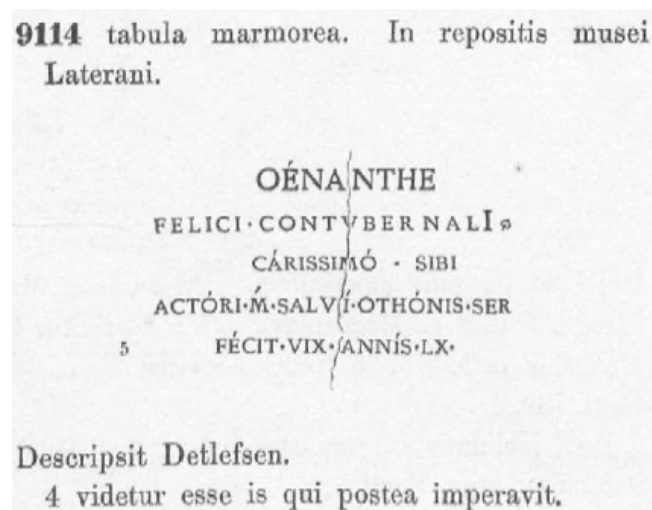 9114 tabula marmorea. In repositis musei
Laterani.
OÉNANTHE
FELICI·CONTVBERNALI
CÁRISSIMÓ · SIBI
ACTÓRI·Ḿ·SALVÍ·OTHÓNIS·SER
5 FÉCIT·VIX·ANNÍS·LX·
Descripsit Detlefsen.
4 videtur esse is qui postea imperavit.